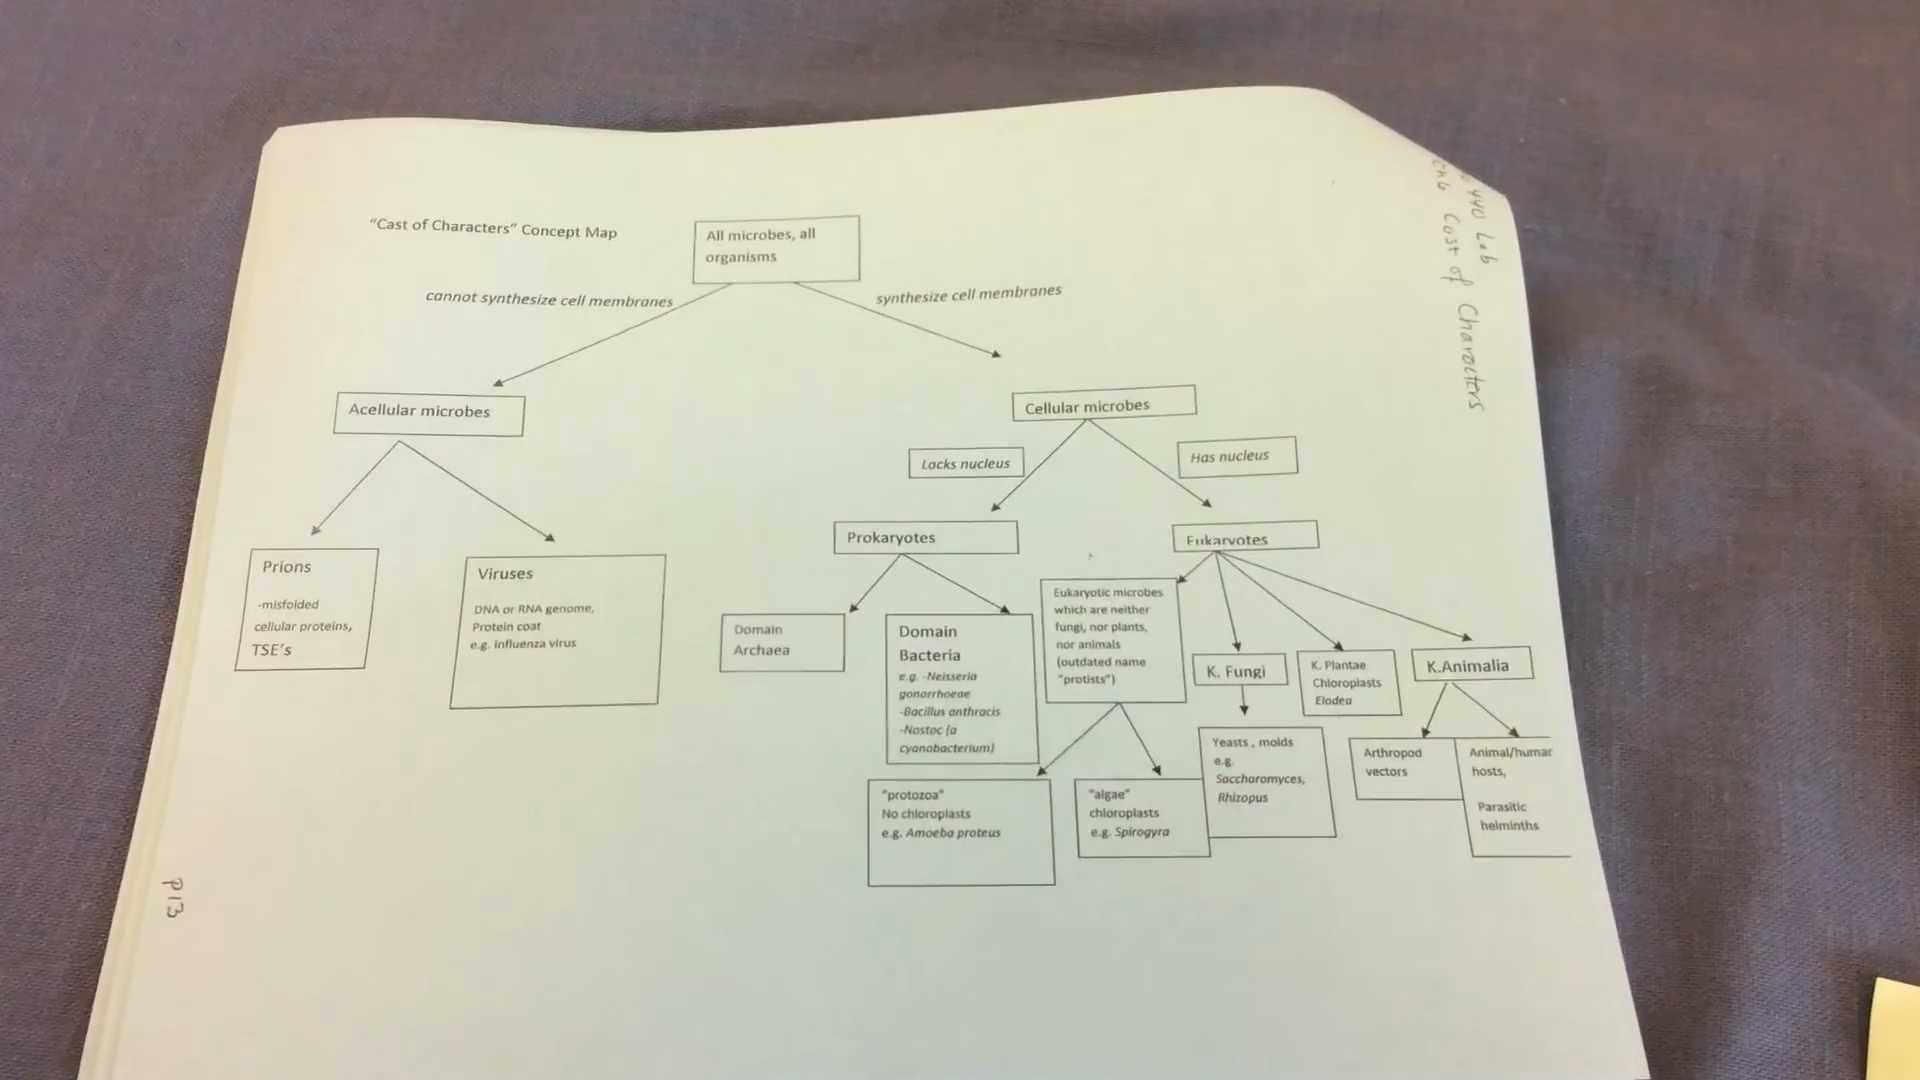 "Cast of Characters" Concept Map
All microbes, all
organisms
cannot synthesize cell membranes
synthesize cell membranes
Acellular microbes
Cellular microbes
Lacks nucleus
Has nucleus
Prions
-misfolded
cellular proteins,
TSE's
Viruses
DNA or RNA genome,
Protein coat
e.g. influenza virus
Prokaryotes
Eukaryotes
Domain
Archaea
Domain
Bacteria
e.g. -Neisseria
gonorrhoeae
-Bacillus anthracis
-Nostoc (a
cyanobacterium)
Eukaryotic microbes
which are neither
fungi, nor plants,
nor animals
(outdated name
"protists")
K. Fungi
K. Plantae
Chloroplasts
Elodea
K.Animalia
"protozoa"
No chloroplasts
e.g. Amoeba proteus
"algae"
chloroplasts
e.g. Spirogyra
Yeasts , molds
e.g.
Saccharomyces,
Rhizopus
Arthropod
vectors
Animal/human
hosts,
Parasitic
helminths
440 Lab
Cast of Characters
P13